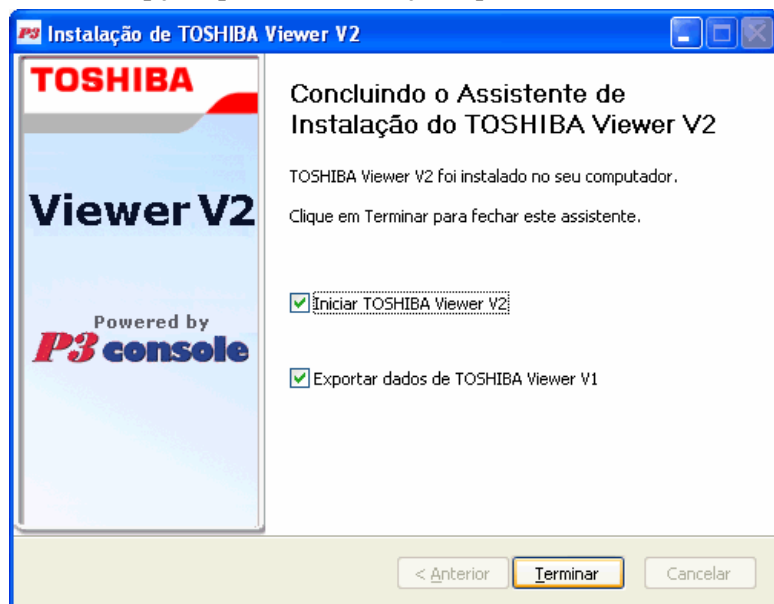 P3 Instalação de TOSHIBA Viewer V2
TOSHIBA
Viewer V2
Powered by
P3 console
Concluindo o Assistente de
Instalação do TOSHIBA Viewer V2
TOSHIBA Viewer V2 foi instalado no seu computador.
Clique em Terminar para fechar este assistente.
Iniciar TOSHIBA Viewer V2
Exportar dados de TOSHIBA Viewer V1
< Anterior
Terminar
Cancelar